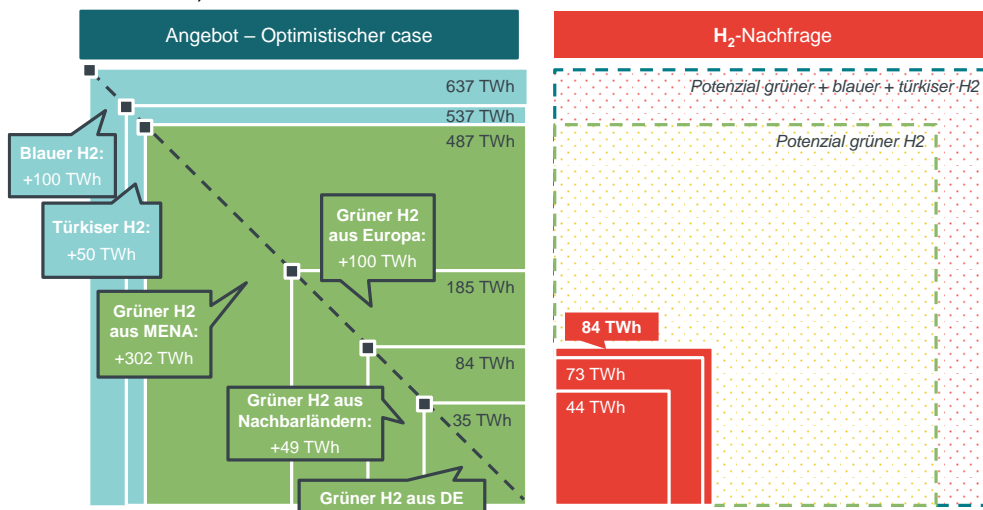 Angebot – Optimistischer case
H2-Nachfrage
637 TWh
537 TWh
487 TWh
Blauer H2:
+100 TWh
Türkiser H2:
+50 TWh
Grüner H2
aus Europa:
+100 TWh
185 TWh
Grüner H2
aus MENA:
+302 TWh
84 TWh
Grüner H2 aus
Nachbarländern:
+49 TWh
35 TWh
Grüner H2 aus DE
Potenzial grüner + blauer + türkiser H2
Potenzial grüner H2
84 TWh
73 TWh
44 TWh